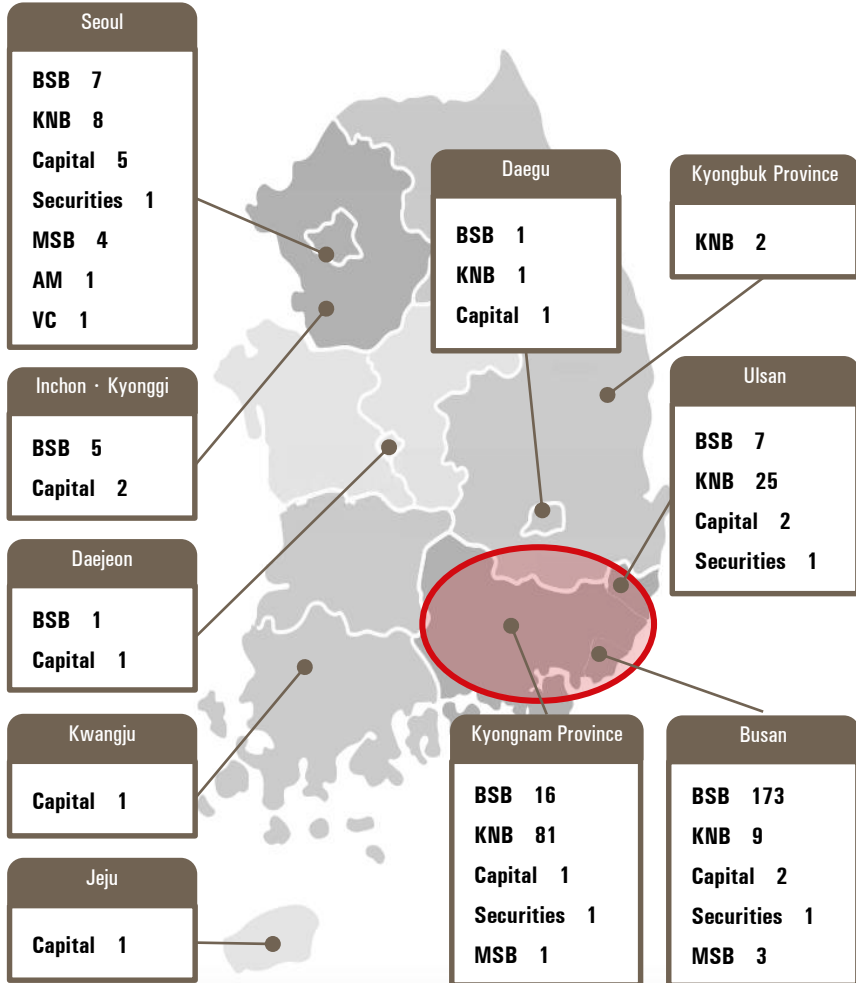 Seoul
BSB 7
KNB 8
Capital 5
Securities 1
MSB 4
AM 1
VC 1
Inchon · Kyonggi
BSB 5
Capital 2
Daejeon
BSB 1
Capital 1
Kwangju
Capital 1
Jeju
Capital 1
Daegu
BSB 1
KNB 1
Capital 1
Kyongbuk Province
KNB 2
Ulsan
BSB 7
KNB 25
Capital 2
Securities 1
Kyongnam Province
BSB 16
KNB 81
Capital 1
Securities 1
MSB 1
Busan
BSB 173
KNB 9
Capital 2
Securities 1
MSB 3